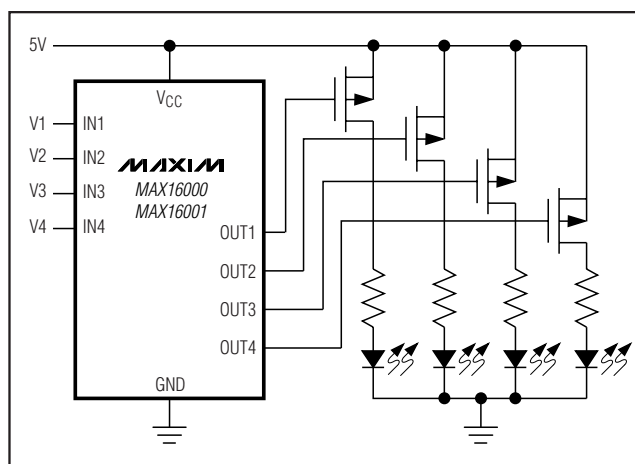 5V
VCC
V1 IN1
V2 IN2
V3 IN3
V4 IN4
MAXIM
MAX16000
MAX16001
OUT1
OUT2
OUT3
OUT4
GND